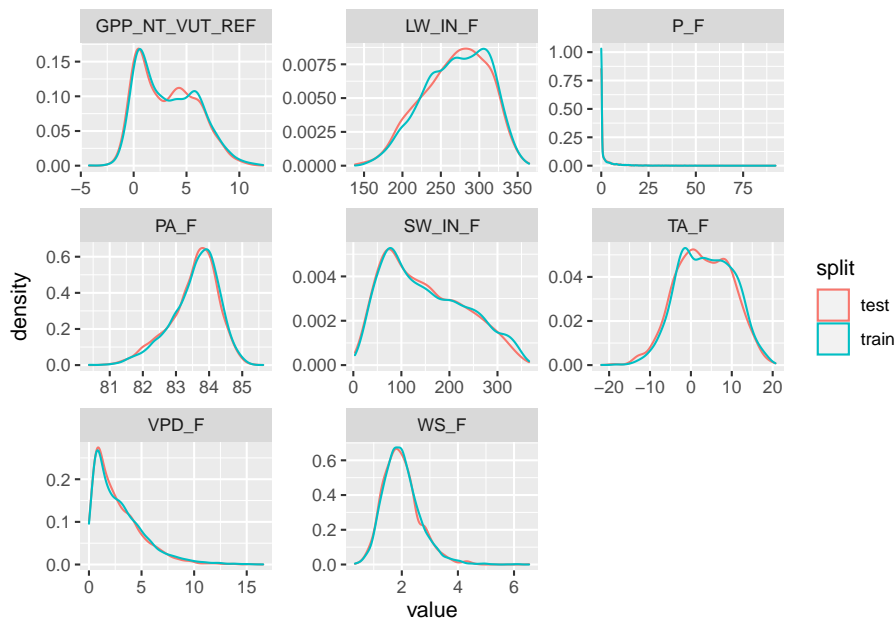 GPP_NT_VUT_REF LW_IN_F P_F
0.15 0.10 0.05 0.00
−5 0 5 10
0.0075 0.0050 0.0025 0.0000
150 200 250 300 350
1.00 0.75 0.50 0.25 0.00
0 25 50 75
PA_F SW_IN_F TA_F
0.6 0.4 0.2 0.0
81 82 83 84 85
0.004 0.002 0.000
0 100 200 300
0.04 0.02 0.00
−20 −10 0 10 20
VPD_F WS_F
0.2 0.1 0.0
0 5 10 15
0.6 0.4 0.2 0.0
2 4 6
density
value
split
test
train